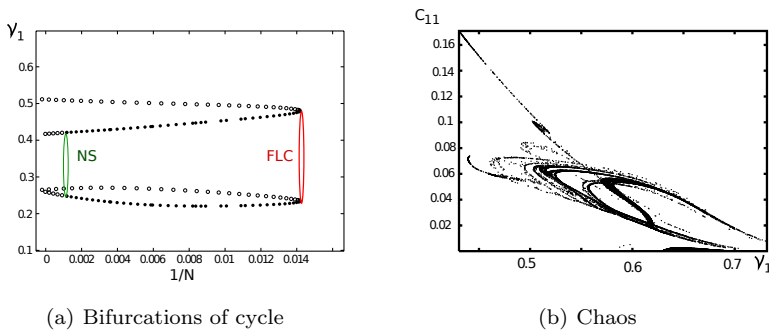 γ1
0.6
0.5
0.4
0.3
0.2
0.1
NS
FLC
0 0.002 0.004 0.006 0.008 0.01 0.012 0.014
1/N
(a) Bifurcations of cycle
C11
0.16
0.14
0.12
0.1
0.08
0.06
0.04
0.02
0.5 0.6 0.7 γ1
(b) Chaos